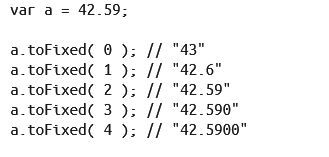 var a = 42.59;
a.toFixed( 0 ); // "43"
a.toFixed( 1 ); // "42.6"
a.toFixed( 2 ); // "42.59"
a.toFixed( 3 ); // "42.590"
a.toFixed( 4 ); // "42.5900"